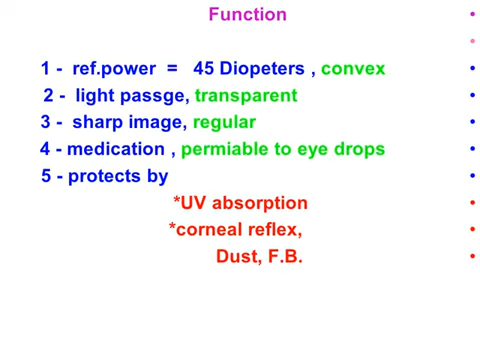 Function
1 - ref.power = 45 Diopeters , convex
2 - light passge, transparent
3 - sharp image, regular
4 - medication , permiable to eye drops
5 - protects by
*UV absorption
*corneal reflex,
Dust, F.B.